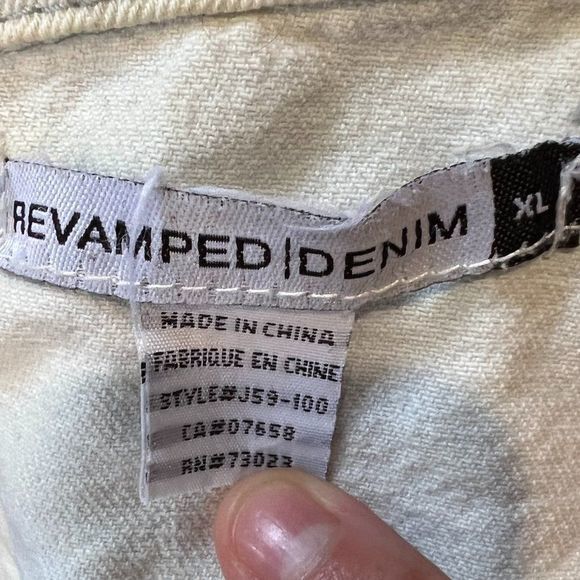 REVAMPED|DENIM XL
MADE IN CHINA
FABRIQUE EN CHINE
STYLE#J59-100
CA#07658
RN#73023